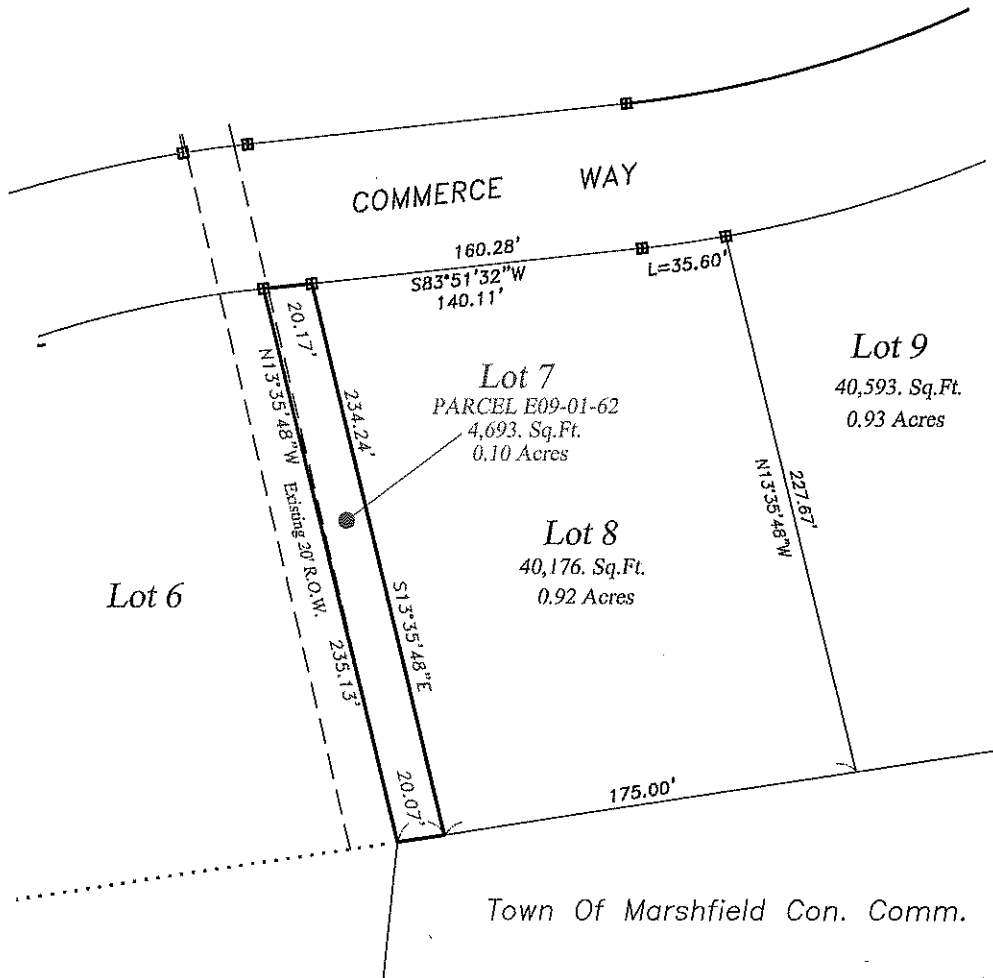 COMMERCE WAY
160.28'
S83°51'32"W
140.11'
L=35.60'
20.17'
N13°35'48"W
Existing 20' R.O.W.
235.13'
234.24'
S13°35'48"E
20.07'
Lot 7
PARCEL E09-01-62
4,693. Sq.Ft.
0.10 Acres
Lot 9
40,593. Sq.Ft.
0.93 Acres
227.67'
N13°35'48"W
Lot 8
40,176. Sq.Ft.
0.92 Acres
Lot 6
175.00'
Town Of Marshfield Con. Comm.